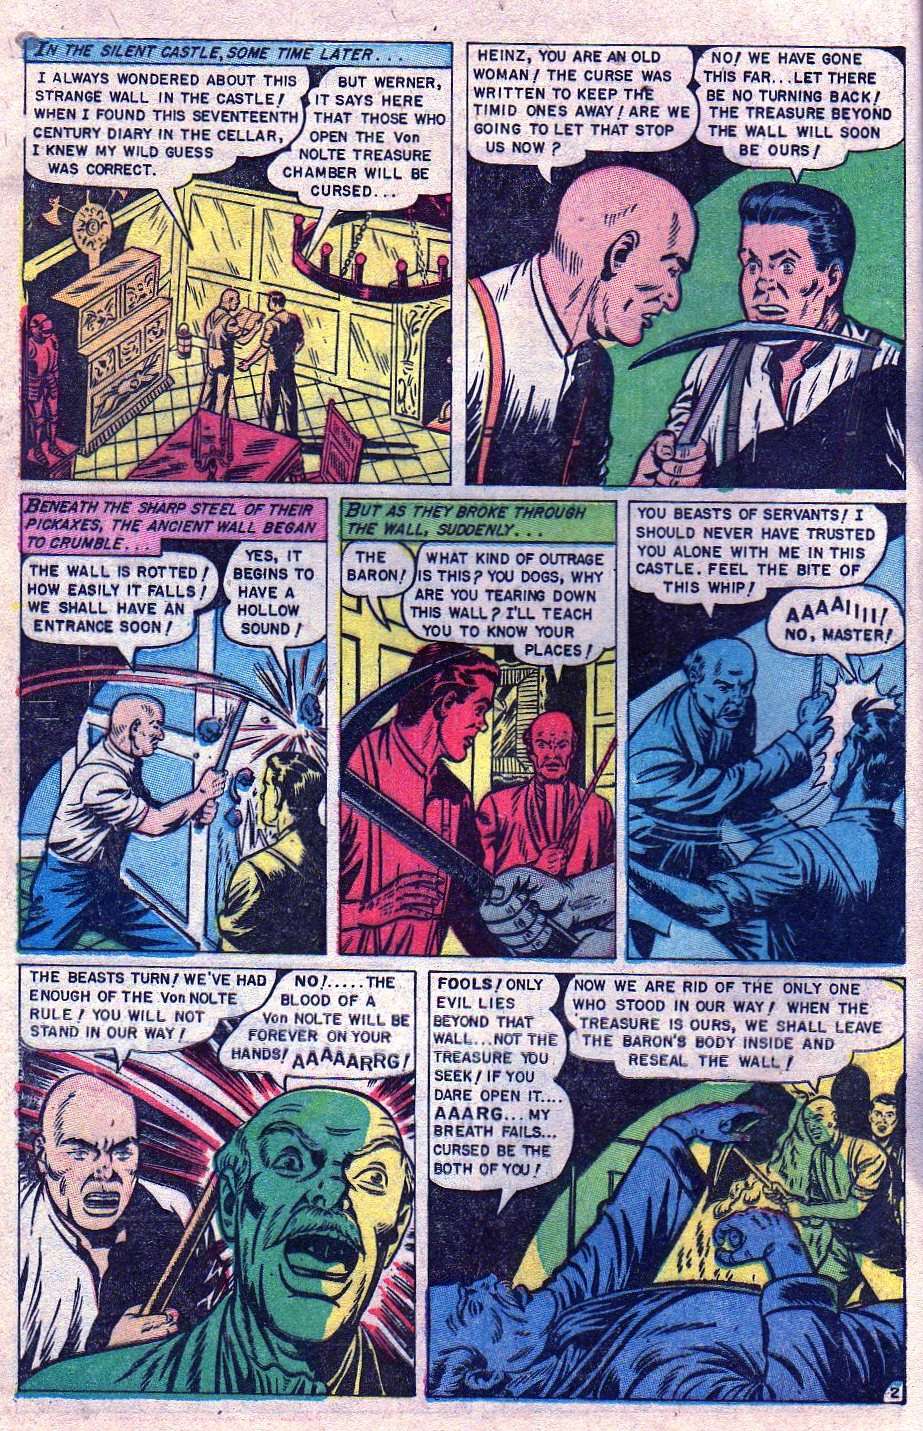 IN THE SILENT CASTLE, SOME TIME LATER...
I ALWAYS WONDERED ABOUT THIS
STRANGE WALL IN THE CASTLE!
WHEN I FOUND THIS SEVENTEENTH
CENTURY DIARY IN THE CELLAR,
I KNEW MY WILD GUESS
WAS CORRECT.
BUT WERNER,
IT SAYS HERE
THAT THOSE WHO
OPEN THE Von
NOLTE TREASURE
CHAMBER WILL BE
CURSED...
HEINZ, YOU ARE AN OLD
WOMAN! THE CURSE WAS
WRITTEN TO KEEP THE
TIMID ONES AWAY! ARE WE
GOING TO LET THAT STOP
US NOW?
NO! WE HAVE GONE
THIS FAR...LET THERE
BE NO TURNING BACK!
THE TREASURE BEYOND
THE WALL WILL SOON
BE OURS!
BENEATH THE SHARP STEEL OF THEIR
PICKAXES, THE ANCIENT WALL BEGAN
TO CRUMBLE...
THE WALL IS ROTTED!
HOW EASILY IT FALLS!
WE SHALL HAVE AN
ENTRANCE SOON!
YES, IT
BEGINS TO
HAVE A
HOLLOW
SOUND!
BUT AS THEY BROKE THROUGH
THE WALL, SUDDENLY...
THE
BARON!
WHAT KIND OF OUTRAGE
IS THIS? YOU DOGS, WHY
ARE YOU TEARING DOWN
THIS WALL? I'LL TEACH
YOU TO KNOW YOUR
PLACES!
YOU BEASTS OF SERVANTS! I
SHOULD NEVER HAVE TRUSTED
YOU ALONE WITH ME IN THIS
CASTLE. FEEL THE BITE OF
THIS WHIP!
AAAAIIII!
NO, MASTER!
THE BEASTS TURN! WE'VE HAD
ENOUGH OF THE Von NOLTE
RULE! YOU WILL NOT
STAND IN OUR WAY!
NO!.....THE
BLOOD OF A
Von NOLTE WILL BE
FOREVER ON YOUR
HANDS! AAAAARRG!
FOOLS! ONLY
EVIL LIES
BEYOND THAT
WALL...NOT THE
TREASURE YOU
SEEK! IF YOU
DARE OPEN IT....
AAARG...MY
BREATH FAILS...
CURSED BE THE
BOTH OF YOU!
NOW WE ARE RID OF THE ONLY ONE
WHO STOOD IN OUR WAY! WHEN THE
TREASURE IS OURS, WE SHALL LEAVE
THE BARON'S BODY INSIDE AND
RESEAL THE WALL!
2